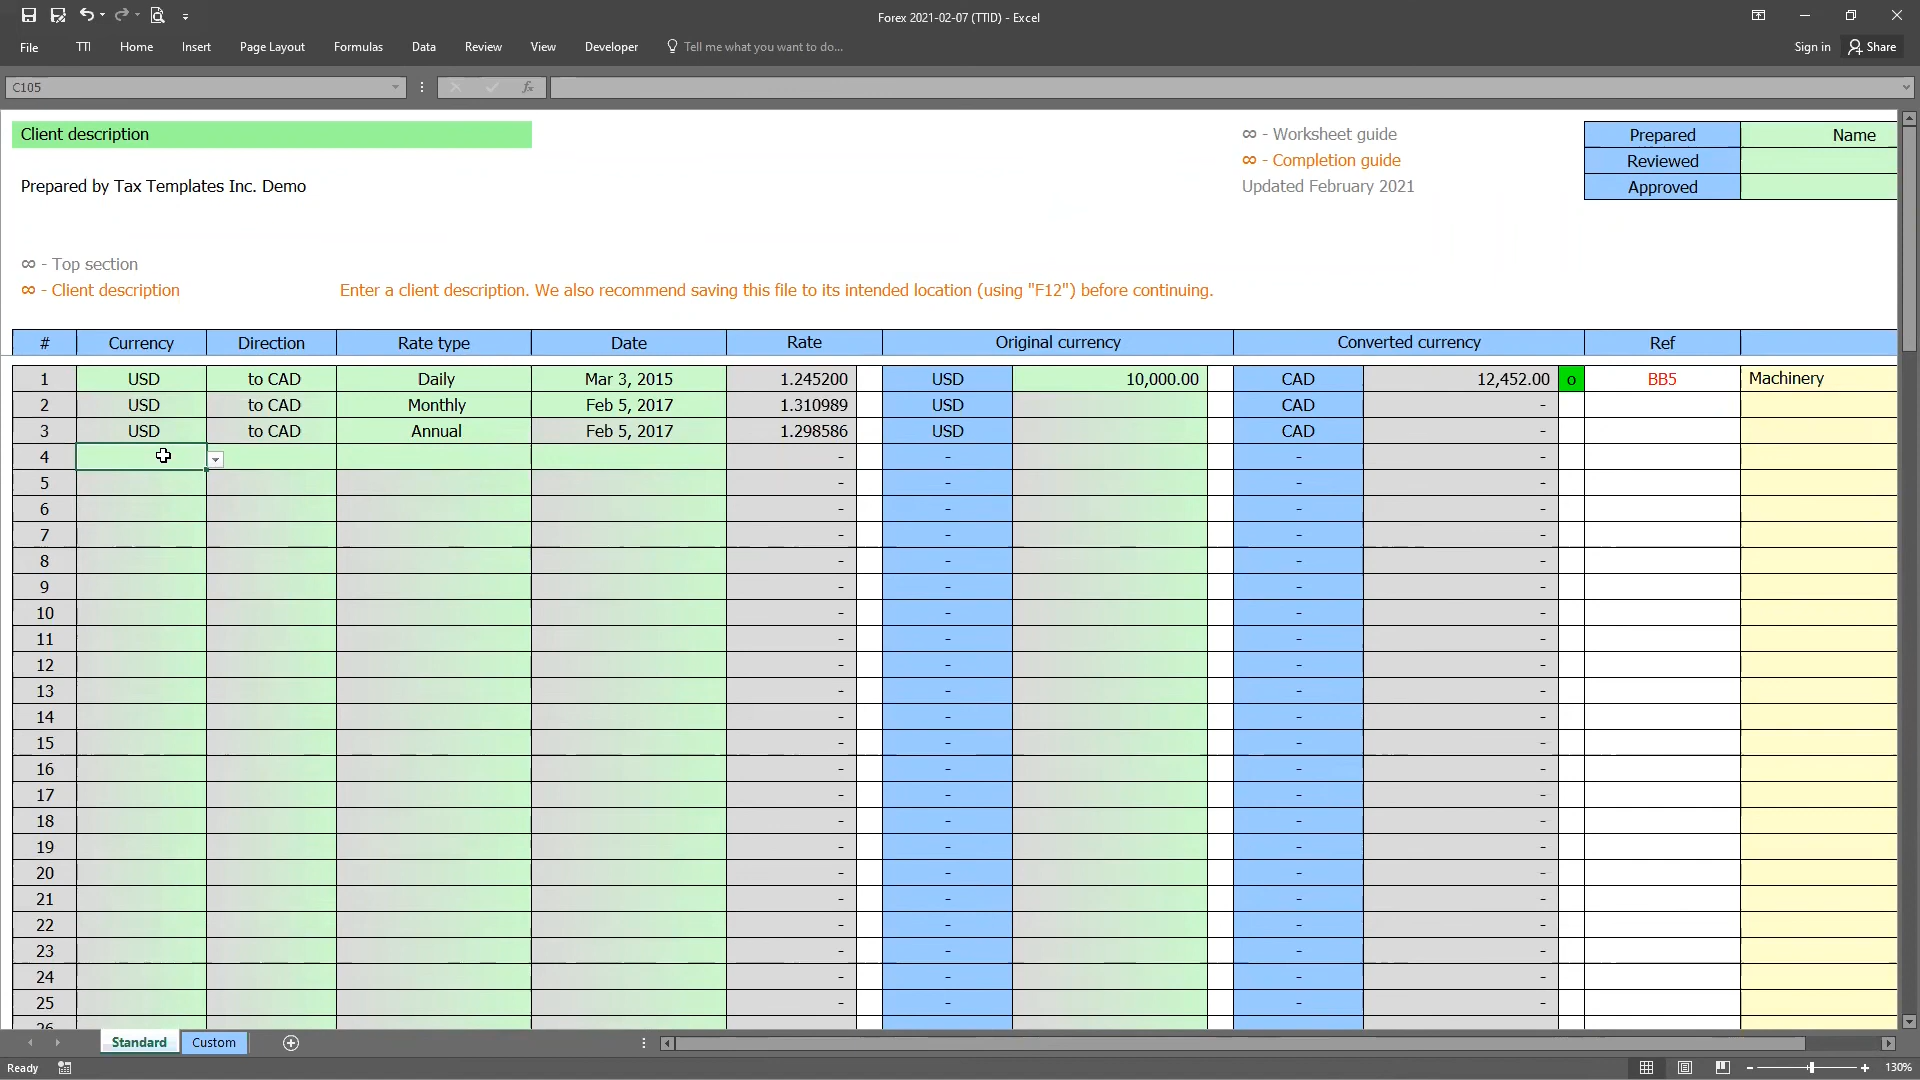 Forex 2021-02-07 (TTID) - Excel
File TTI Home Insert Page Layout Formulas Data Review View Developer Tell me what you want to do... Sign in Share
C105 fx
Client description ∞ - Worksheet guide Prepared Name
∞ - Completion guide Reviewed
Prepared by Tax Templates Inc. Demo Updated February 2021 Approved
∞ - Top section
∞ - Client description Enter a client description. We also recommend saving this file to its intended location (using "F12") before continuing.
# Currency Direction Rate type Date Rate Original currency Converted currency Ref
1 USD to CAD Daily Mar 3, 2015 1.245200 USD 10,000.00 CAD 12,452.00 o BB5 Machinery
2 USD to CAD Monthly Feb 5, 2017 1.310989 USD CAD -
3 USD to CAD Annual Feb 5, 2017 1.298586 USD CAD -
4 - - - -
5 - - - -
6 - - - -
7 - - - -
8 - - - -
9 - - - -
10 - - - -
11 - - - -
12 - - - -
13 - - - -
14 - - - -
15 - - - -
16 - - - -
17 - - - -
18 - - - -
19 - - - -
20 - - - -
21 - - - -
22 - - - -
23 - - - -
24 - - - -
25 - - - -
26
Standard Custom
Ready 130%